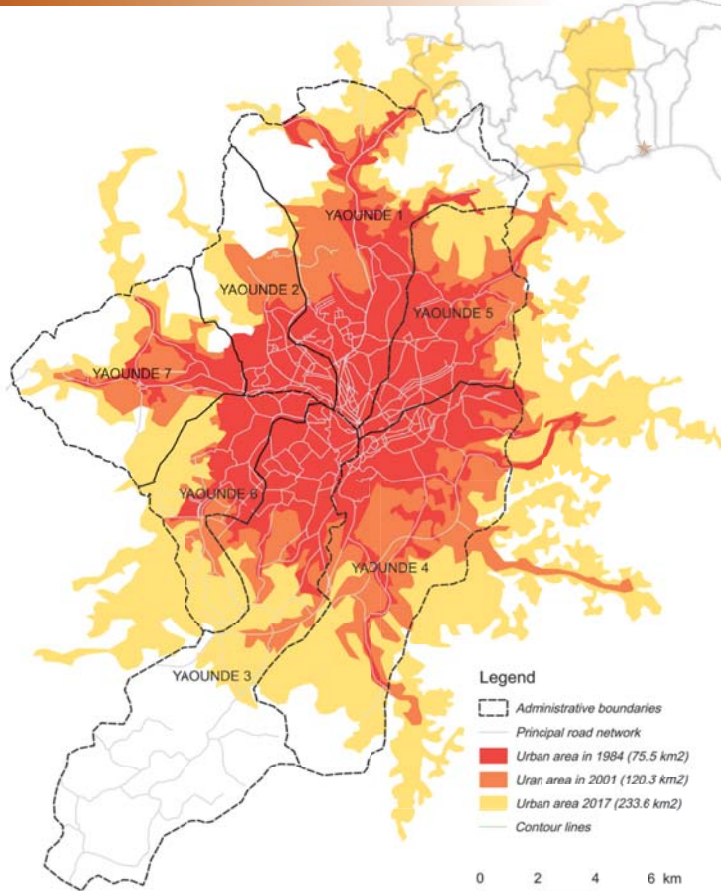 YAOUNDE 1
YAOUNDE 2
YAOUNDE 5
YAOUNDE 7
YAOUNDE 6
YAOUNDE 4
YAOUNDE 3
Legend
Administrative boundaries
Principal road network
Urban area in 1984 (75.5 km2)
Uran area in 2001 (120.3 km2)
Urban area 2017 (233.6 km2)
Contour lines
0 2 4 6 km